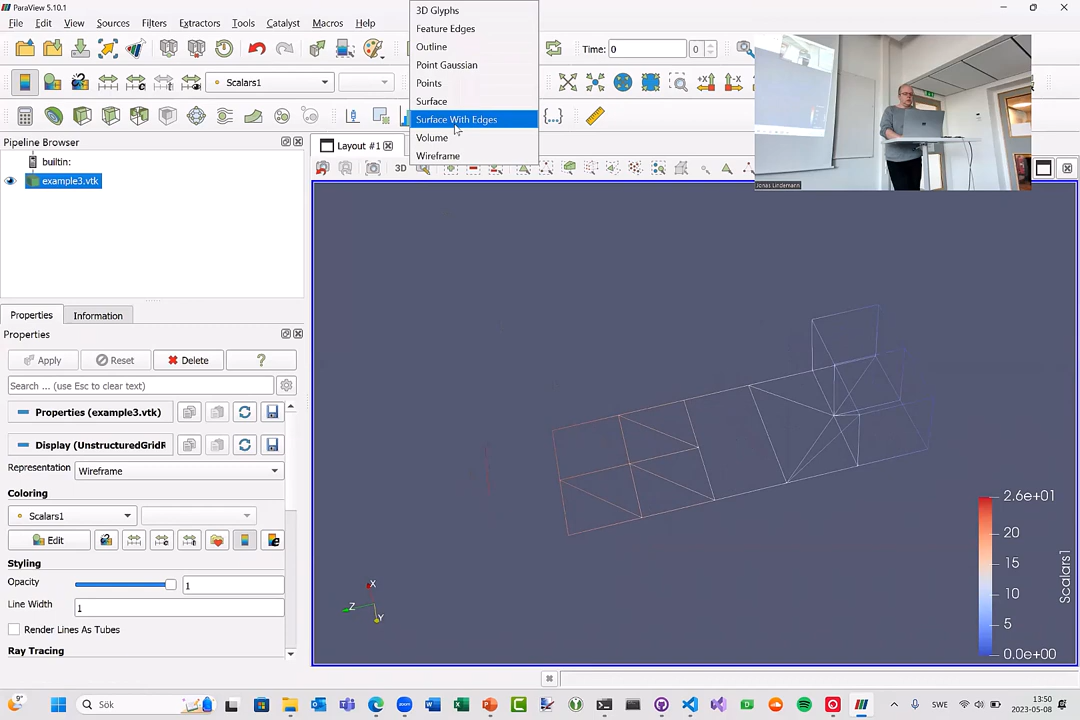 ParaView 5.10.1
File Edit View Sources Filters Extractors Tools Catalyst Macros Help
3D Glyphs
Feature Edges
Outline
Point Gaussian
Points
Surface
Surface With Edges
Volume
Wireframe
Time: 0
0
Scalars1
Pipeline Browser
builtin:
example3.vtk
Layout #1
3D
Jonas Lindemann
Properties Information
Properties
Apply Reset Delete ?
Search ... (use Esc to clear text)
Properties (example3.vtk)
Display (UnstructuredGridR
Representation Wireframe
Coloring
Scalars1
Edit
Styling
Opacity 1
Line Width 1
Render Lines As Tubes
Ray Tracing
X
Z
Y
2.6e+01
20
15
10
5
0.0e+00
Scalars1
9°
Sök
SWE
13:50
2023-05-08